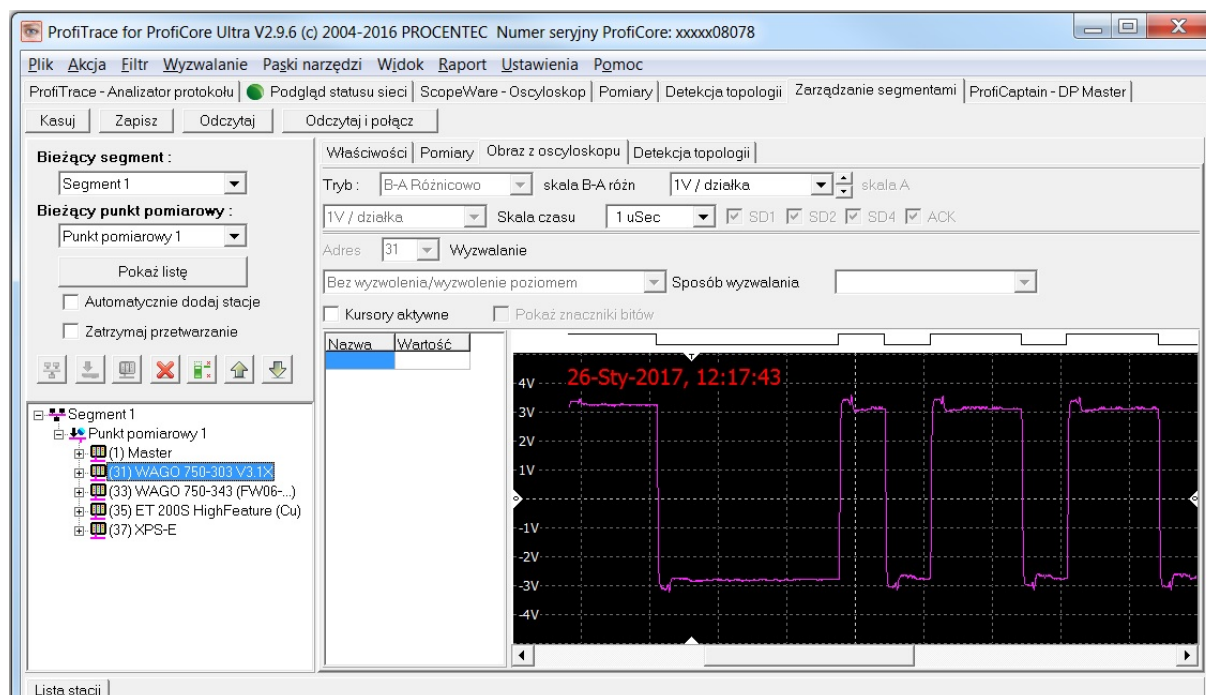 ProfiTrace for ProfiCore Ultra V2.9.6 (c) 2004-2016 PROCENTEC Numer seryjny ProfiCore: xxxxx08078
Plik Akcja Filtr Wyzwalanie Paski narzędzi Widok Raport Ustawienia Pomoc
ProfiTrace - Analizator protokołu Podgląd statusu sieci ScopeWare - Oscyloskop Pomiary Detekcja topologii Zarządzanie segmentami ProfiCaptain - DP Master
Kasuj Zapisz Odczytaj Odczytaj i połącz
Bieżący segment :
Segment 1
Bieżący punkt pomiarowy :
Punkt pomiarowy 1
Pokaż listę
Automatycznie dodaj stacje
Zatrzymaj przetwarzanie
Segment 1
Punkt pomiarowy 1
(1) Master
(31) WAGO 750-303 V3.1X
(33) WAGO 750-343 (FW06-...)
(35) ET 200S HighFeature (Cu)
(37) XPS-E
Właściwości Pomiary Obraz z oscyloskopu Detekcja topologii
Tryb : B-A Różnicowo skala B-A różn 1V / działka skala A
1V / działka Skala czasu 1 uSec SD1 SD2 SD4 ACK
Adres 31 Wyzwalanie
Bez wyzwolenia/wyzwolenie poziomem Sposób wyzwalania
Kursory aktywne Pokaż znaczniki bitów
Nazwa Wartość
T
26-Sty-2017, 12:17:43
4V
3V
2V
1V
-1V
-2V
-3V
-4V
Lista stacji